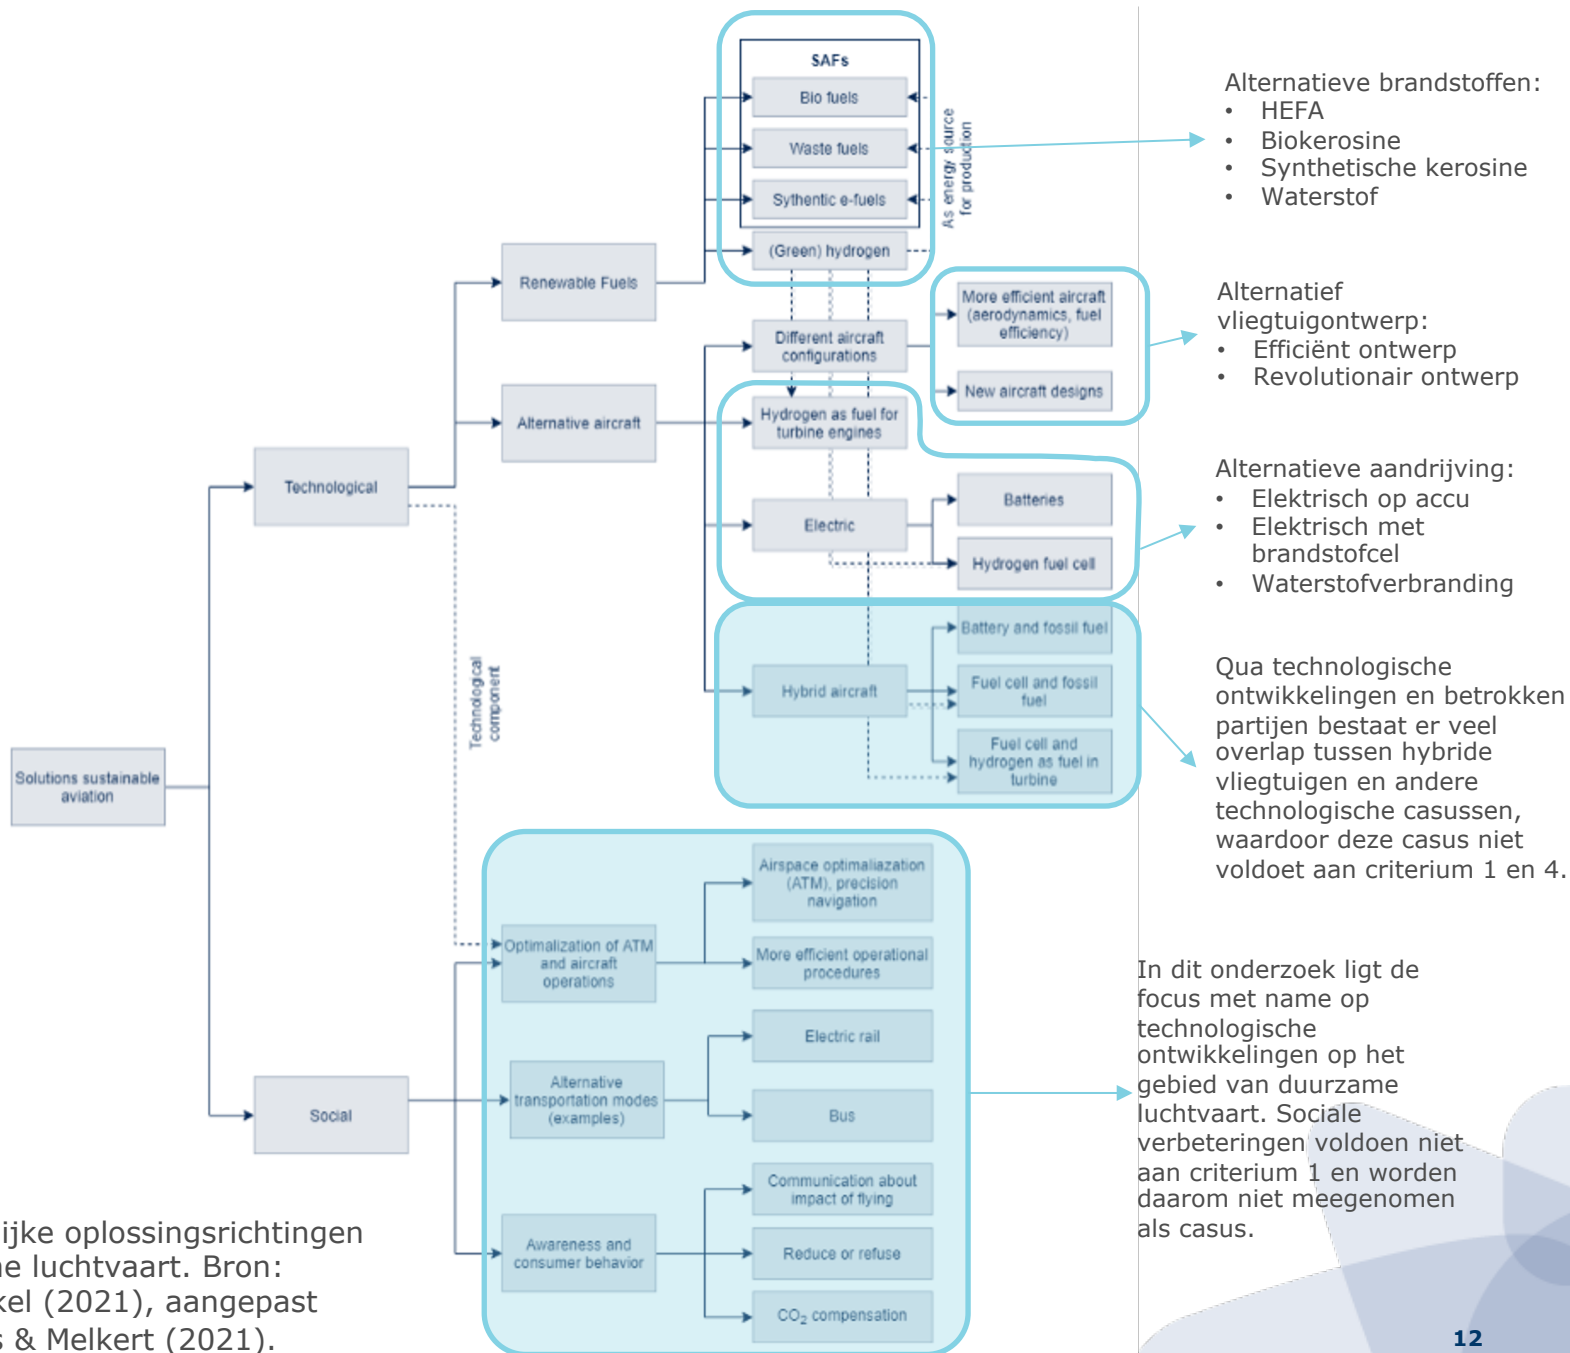 SAFs
Bio fuels
Waste fuels
Sythentic e-fuels
(Green) hydrogen
As energy source
for production
Renewable Fuels
Alternative aircraft
Different aircraft
configurations
More efficient aircraft
(aerodynamics, fuel
efficiency)
New aircraft designs
Hydrogen as fuel for
turbine engines
Technological
Electric
Batteries
Hydrogen fuel cell
Technological
component
Hybrid aircraft
Battery and fossil fuel
Fuel cell and fossil
fuel
Fuel cell and
hydrogen as fuel in
turbine
Solutions sustainable
aviation
Airspace optimaliazation
(ATM), precision
navigation
Optimalization of ATM
and aircraft
operations
More efficient operational
procedures
Electric rail
Alternative
transportation modes
(examples)
Bus
Social
Communication about
impact of flying
Awareness and
consumer behavior
Reduce or refuse
CO2 compensation
Alternatieve brandstoffen:
• HEFA
• Biokerosine
• Synthetische kerosine
• Waterstof
Alternatief
vliegtuigontwerp:
• Efficiënt ontwerp
• Revolutionair ontwerp
Alternatieve aandrijving:
• Elektrisch op accu
• Elektrisch met
brandstofcel
• Waterstofverbranding
Qua technologische
ontwikkelingen en betrokken
partijen bestaat er veel
overlap tussen hybride
vliegtuigen en andere
technologische casussen,
waardoor deze casus niet
voldoet aan criterium 1 en 4.
In dit onderzoek ligt de
focus met name op
technologische
ontwikkelingen op het
gebied van duurzame
luchtvaart. Sociale
verbeteringen voldoen niet
aan criterium 1 en worden
daarom niet meegenomen
als casus.
oplossingsrichtingen
luchtvaart. Bron:
(2021), aangepast
& Melkert (2021).
12